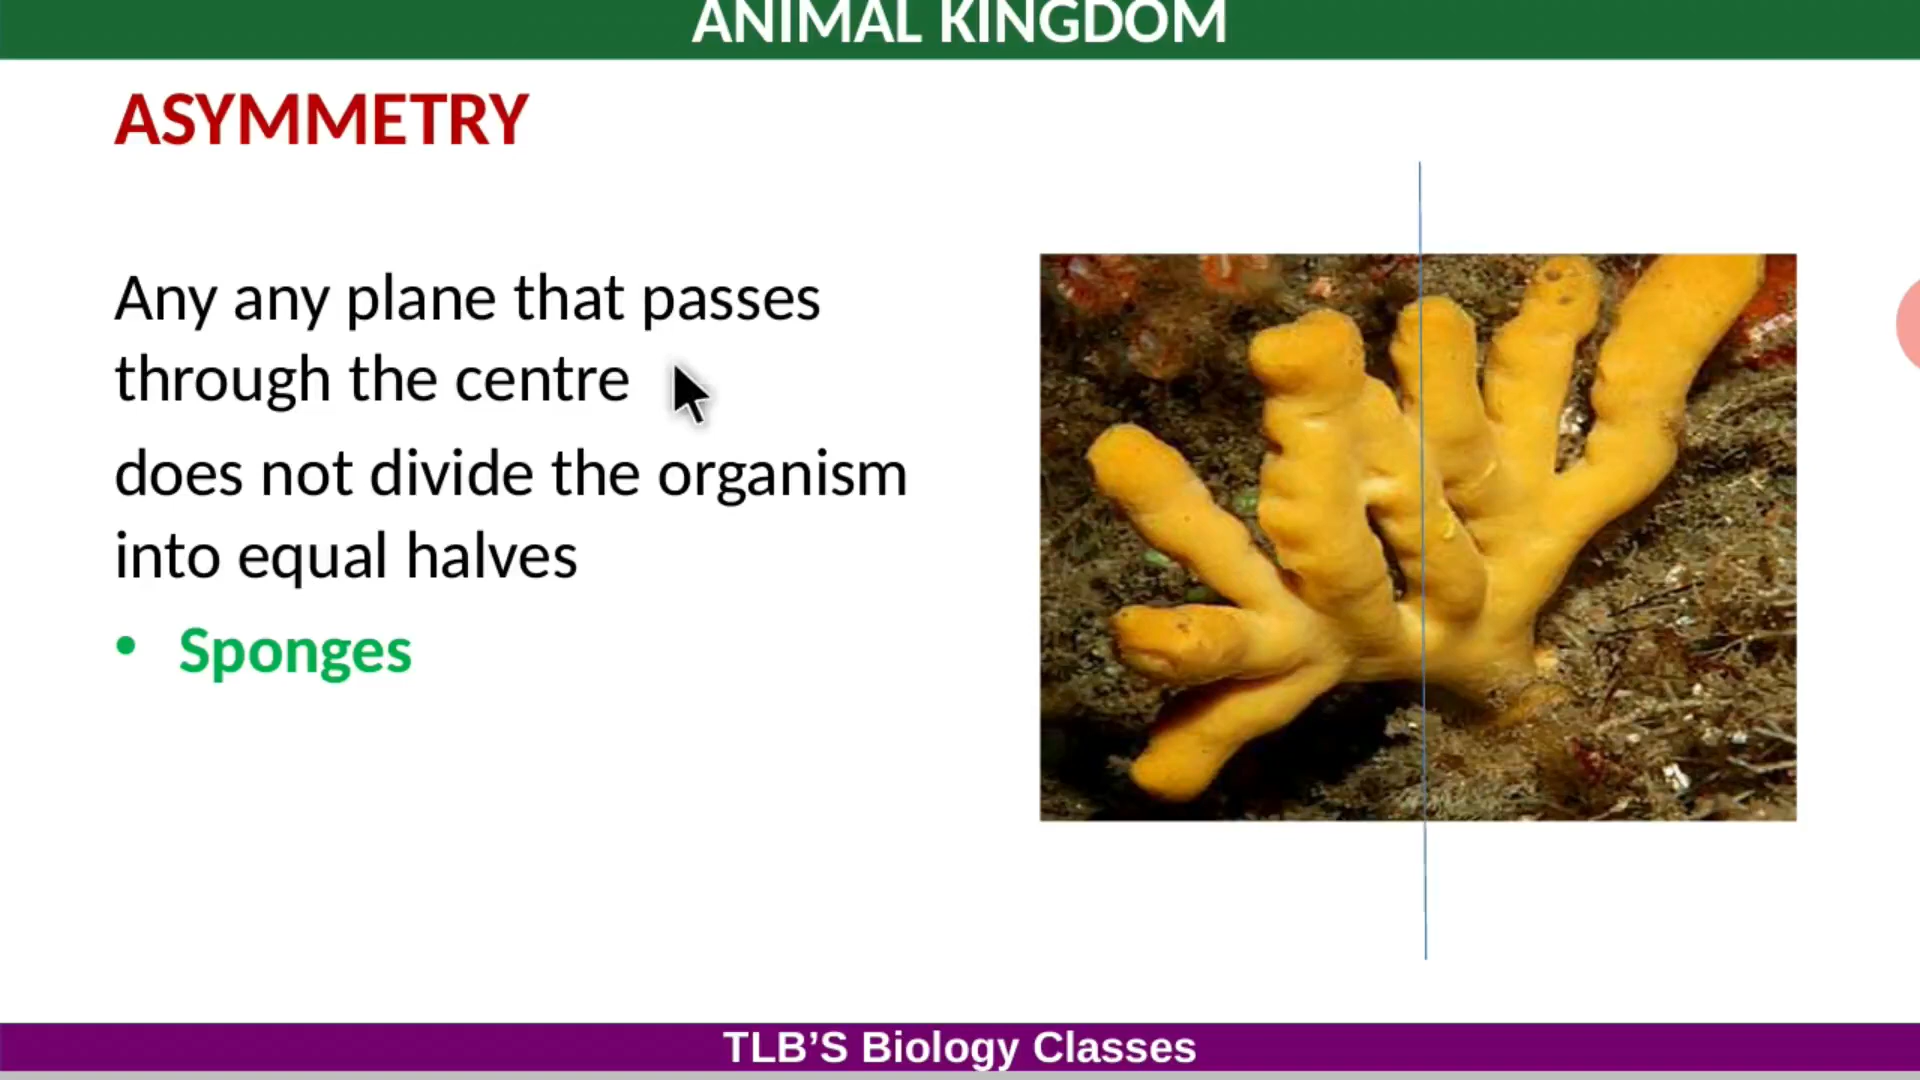 ANIMAL KINGDOM
ASYMMETRY
Any any plane that passes
through the centre
does not divide the organism
into equal halves
• Sponges
TLB’S Biology Classes